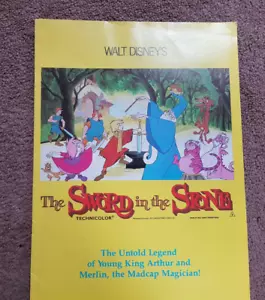 WALT DISNEY'S
The SWORD in the STONE
TECHNICOLOR®
The Untold Legend
of Young King Arthur and
Merlin, the Madcap Magician!